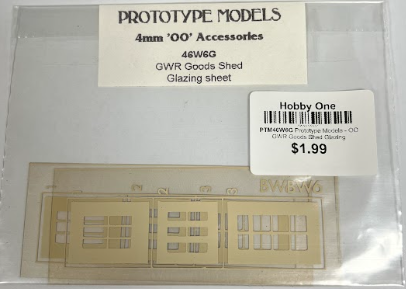 PROTOTYPE MODELS
4mm 'OO' Accessories
46W6G
GWR Goods Shed
Glazing sheet
Hobby One
PTM46W6G Prototype Models - OO
GWR Goods Shed Glazing
$1.99